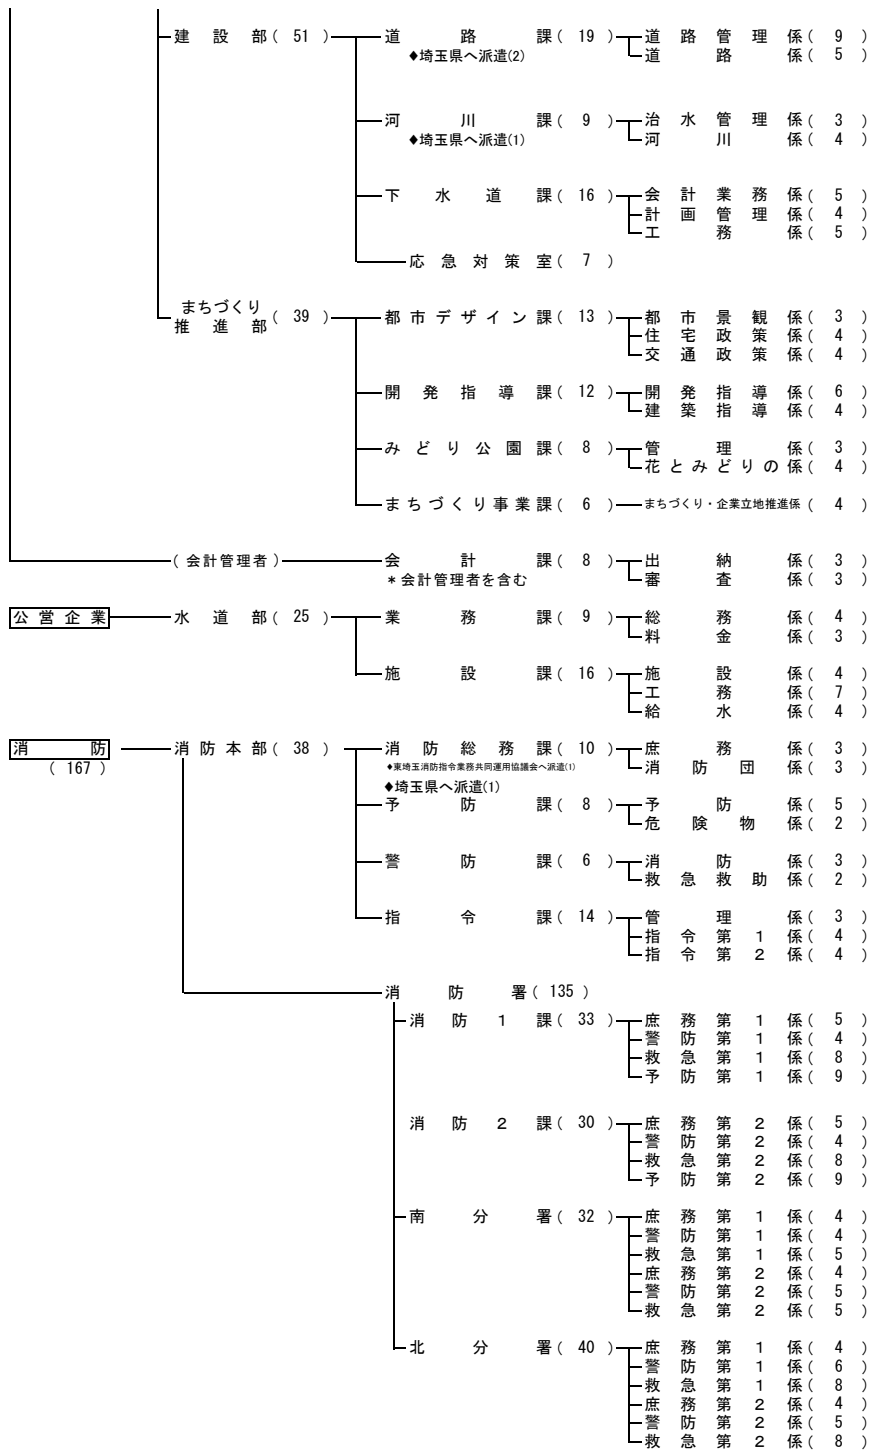 建設部( 51 ) 道路課( 19 ) 道路管理係( 9 )
◆埼玉県へ派遣(2) 道路係( 5 )
河川課( 9 ) 治水管理係( 3 )
◆埼玉県へ派遣(1) 河川係( 4 )
下水道課( 16 ) 会計業務係( 5 )
計画管理係( 4 )
工務係( 5 )
応急対策室( 7 )
まちづくり推進部( 39 ) 都市デザイン課( 13 ) 都市景観係( 3 )
住宅政策係( 4 )
交通政策係( 4 )
開発指導課( 12 ) 開発指導係( 6 )
建築指導係( 4 )
みどり公園課( 8 ) 管理係( 3 )
花とみどりの係( 4 )
まちづくり事業課( 6 ) まちづくり・企業立地推進係( 4 )
(会計管理者) 会計課( 8 ) 出納係( 3 )
*会計管理者を含む 審査係( 3 )
公営企業 水道部( 25 ) 業務課( 9 ) 総務係( 4 )
料金係( 3 )
施設課( 16 ) 施設係( 4 )
工務係( 7 )
給水係( 4 )
消防 消防本部( 38 ) 消防総務課( 10 ) 庶務係( 3 )
( 167 ) ◆東埼玉消防指令業務共同運用協議会へ派遣(1) 消防団係( 3 )
◆埼玉県へ派遣(1)
予防課( 8 ) 予防係( 5 )
危険物係( 2 )
警防課( 6 ) 消防係( 3 )
救急救助係( 2 )
指令課( 14 ) 管理係( 3 )
指令第1係( 4 )
指令第2係( 4 )
消防署( 135 )
消防1課( 33 ) 庶務第1係( 5 )
警防第1係( 4 )
救急第1係( 8 )
予防第1係( 9 )
消防2課( 30 ) 庶務第2係( 5 )
警防第2係( 4 )
救急第2係( 8 )
予防第2係( 9 )
南分署( 32 ) 庶務第1係( 4 )
警防第1係( 4 )
救急第1係( 5 )
庶務第2係( 4 )
警防第2係( 5 )
救急第2係( 5 )
北分署( 40 ) 庶務第1係( 4 )
警防第1係( 6 )
救急第1係( 8 )
庶務第2係( 4 )
警防第2係( 5 )
救急第2係( 8 )